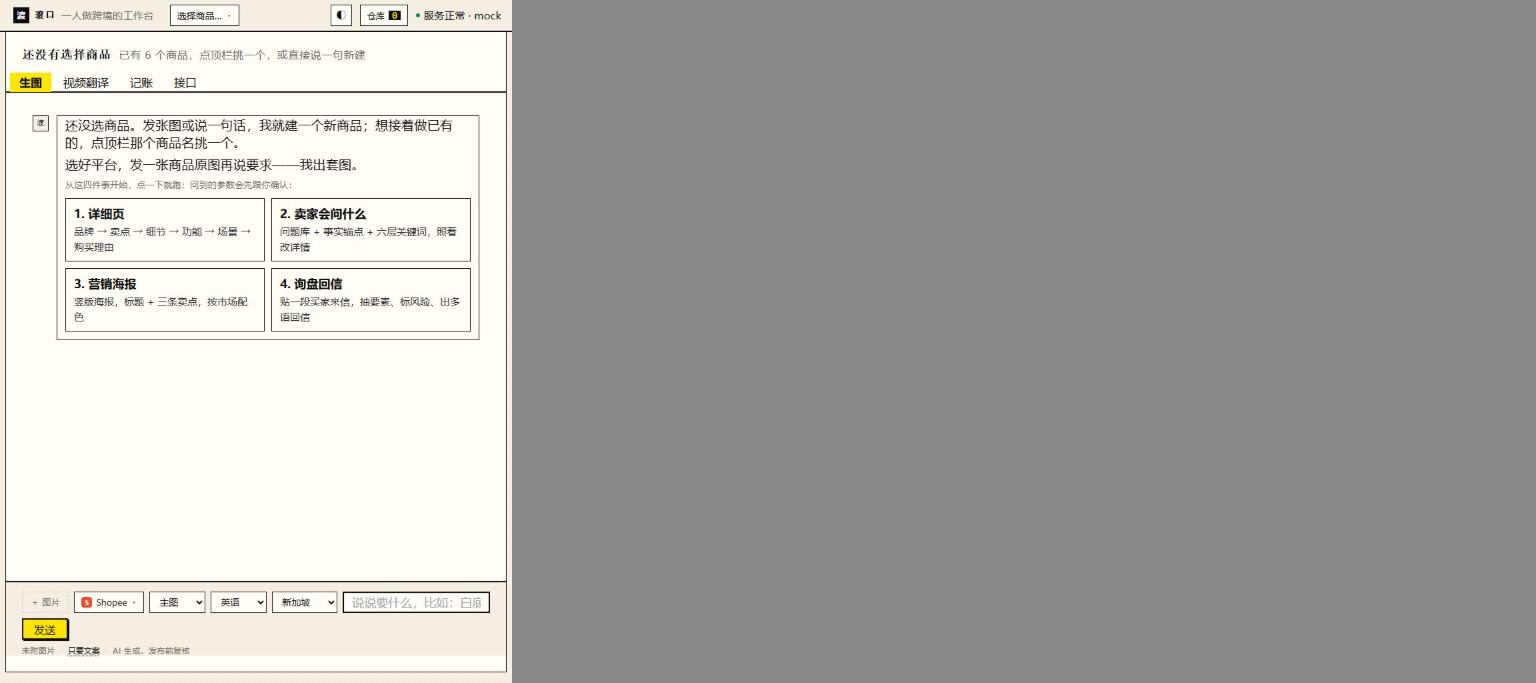 渡 渡口 一人做跨境的工作台 选择商品... 仓库 0 服务正常 · mock
还没有选择商品 已有 6 个商品，点顶栏挑一个，或直接说一句新建
生图 视频翻译 记账 接口
渡
还没选商品。发张图或说一句话，我就建一个新商品；想接着做已有
的，点顶栏那个商品名挑一个。
选好平台，发一张商品原图再说要求——我出套图。
从这四件事开始，点一下就跑；问到的参数会先跟你确认：
1. 详细页
品牌 → 卖点 → 细节 → 功能 → 场景 →
购买理由
2. 卖家会问什么
问题库 + 事实锚点 + 六层关键词，照着
改详情
3. 营销海报
竖版海报，标题 + 三条卖点，按市场配
色
4. 询盘回信
贴一段买家来信，抽要素、标风险、出多
语回信
+ 图片 Shopee 主图 英语 新加坡 说说要什么，比如：白底
发送
未附图片 · 只要文案 · AI 生成，发布前复核